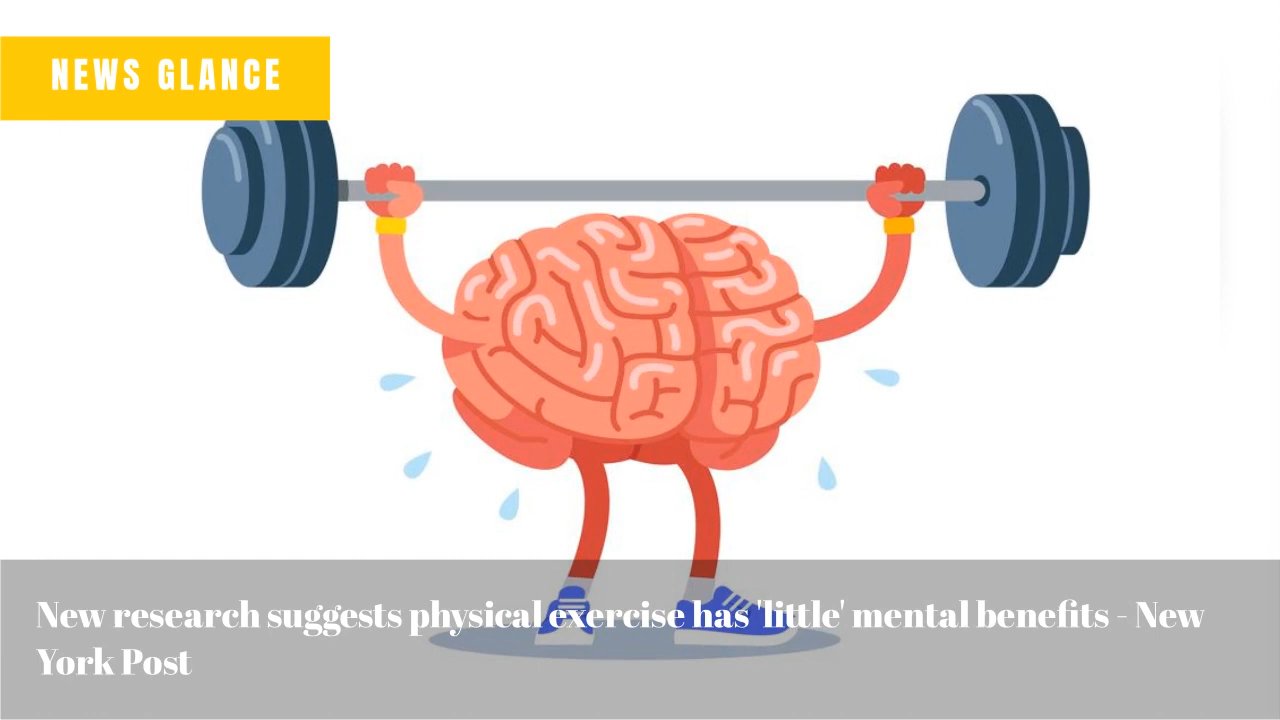 NEWS GLANCE
New research suggests physical exercise has 'little' mental benefits - New
York Post